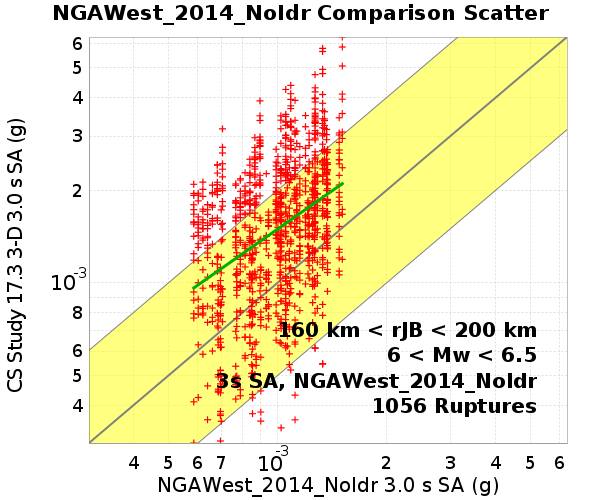 NGAWest_2014_NoIdr Comparison Scatter
CS Study 17.3 3-D 3.0 s SA (g)
6
5
4
3
2
10-3
8
6
5
4
160 km < rJB < 200 km
6 < Mw < 6.5
3s SA, NGAWest_2014_NoIdr
1056 Ruptures
4 5 6 7 10-3 2 3 4 5 6
NGAWest_2014_NoIdr 3.0 s SA (g)